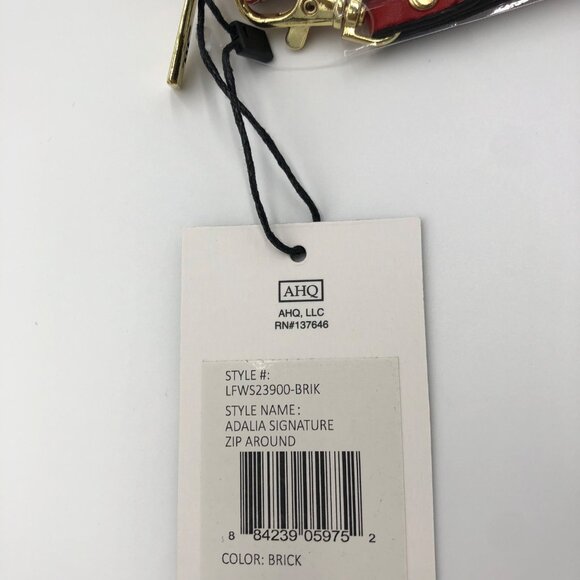 AHQ
AHQ, LLC
RN#137646
STYLE #:
LFWS23900-BRIK
STYLE NAME:
ADALIA SIGNATURE
ZIP AROUND
8 84239 05975 2
COLOR: BRICK